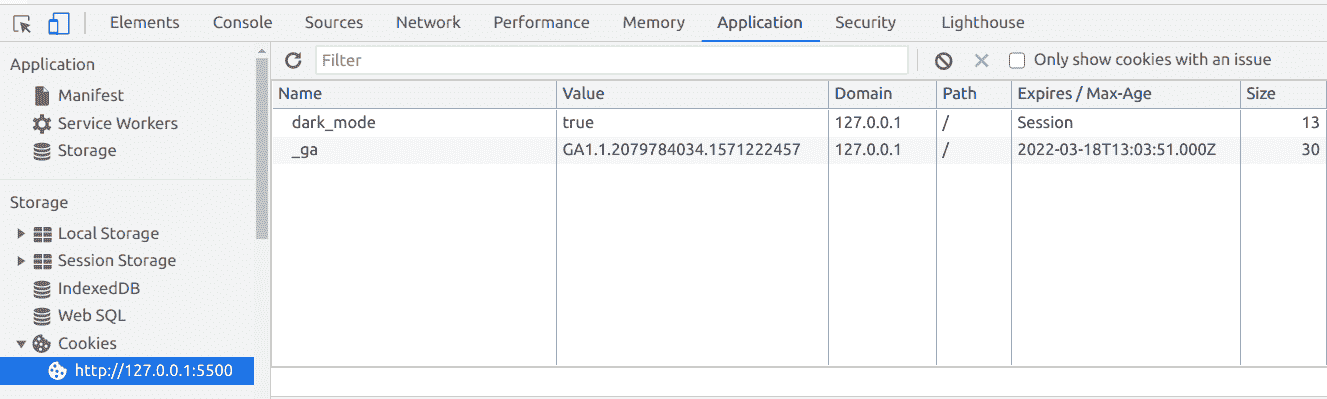 Elements Console Sources Network Performance Memory Application Security Lighthouse
Application
Manifest
Service Workers
Storage
Storage
Local Storage
Session Storage
IndexedDB
Web SQL
Cookies
http://127.0.0.1:5500
Filter Only show cookies with an issue
Name Value Domain Path Expires / Max-Age Size
dark_mode true 127.0.0.1 / Session 13
_ga GA1.1.2079784034.1571222457 127.0.0.1 / 2022-03-18T13:03:51.000Z 30